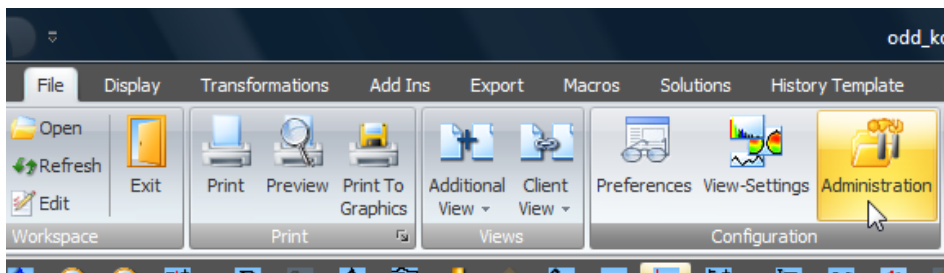 odd_ko
File Display Transformations Add Ins Export Macros Solutions History Template
Open
Refresh
Edit
Exit
Workspace
Print Preview Print To
Graphics
Print
Additional Client
View View
Views
Preferences View-Settings Administration
Configuration